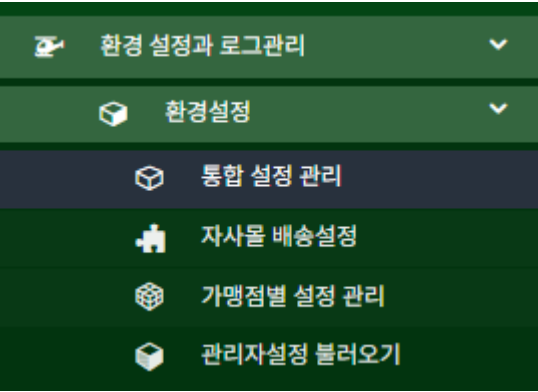 환경 설정과 로그관리
환경설정
통합 설정 관리
자사몰 배송설정
가맹점별 설정 관리
관리자설정 불러오기